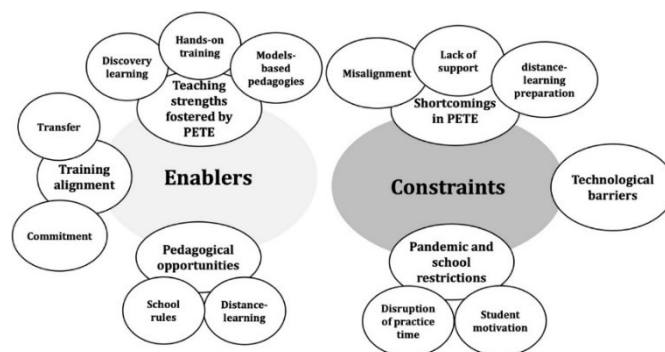 Hands-on
training
Discovery
learning
Models-
based
pedagogies
Teaching
strengths
fostered by
PETE
Transfer
Training
alignment
Commitment
Enablers
Pedagogical
opportunities
School
rules
Distance-
learning
Misalignment
Lack of
support
distance-
learning
preparation
Shortcomings
in PETE
Constraints
Technological
barriers
Pandemic and
school
restrictions
Disruption
of practice
time
Student
motivation